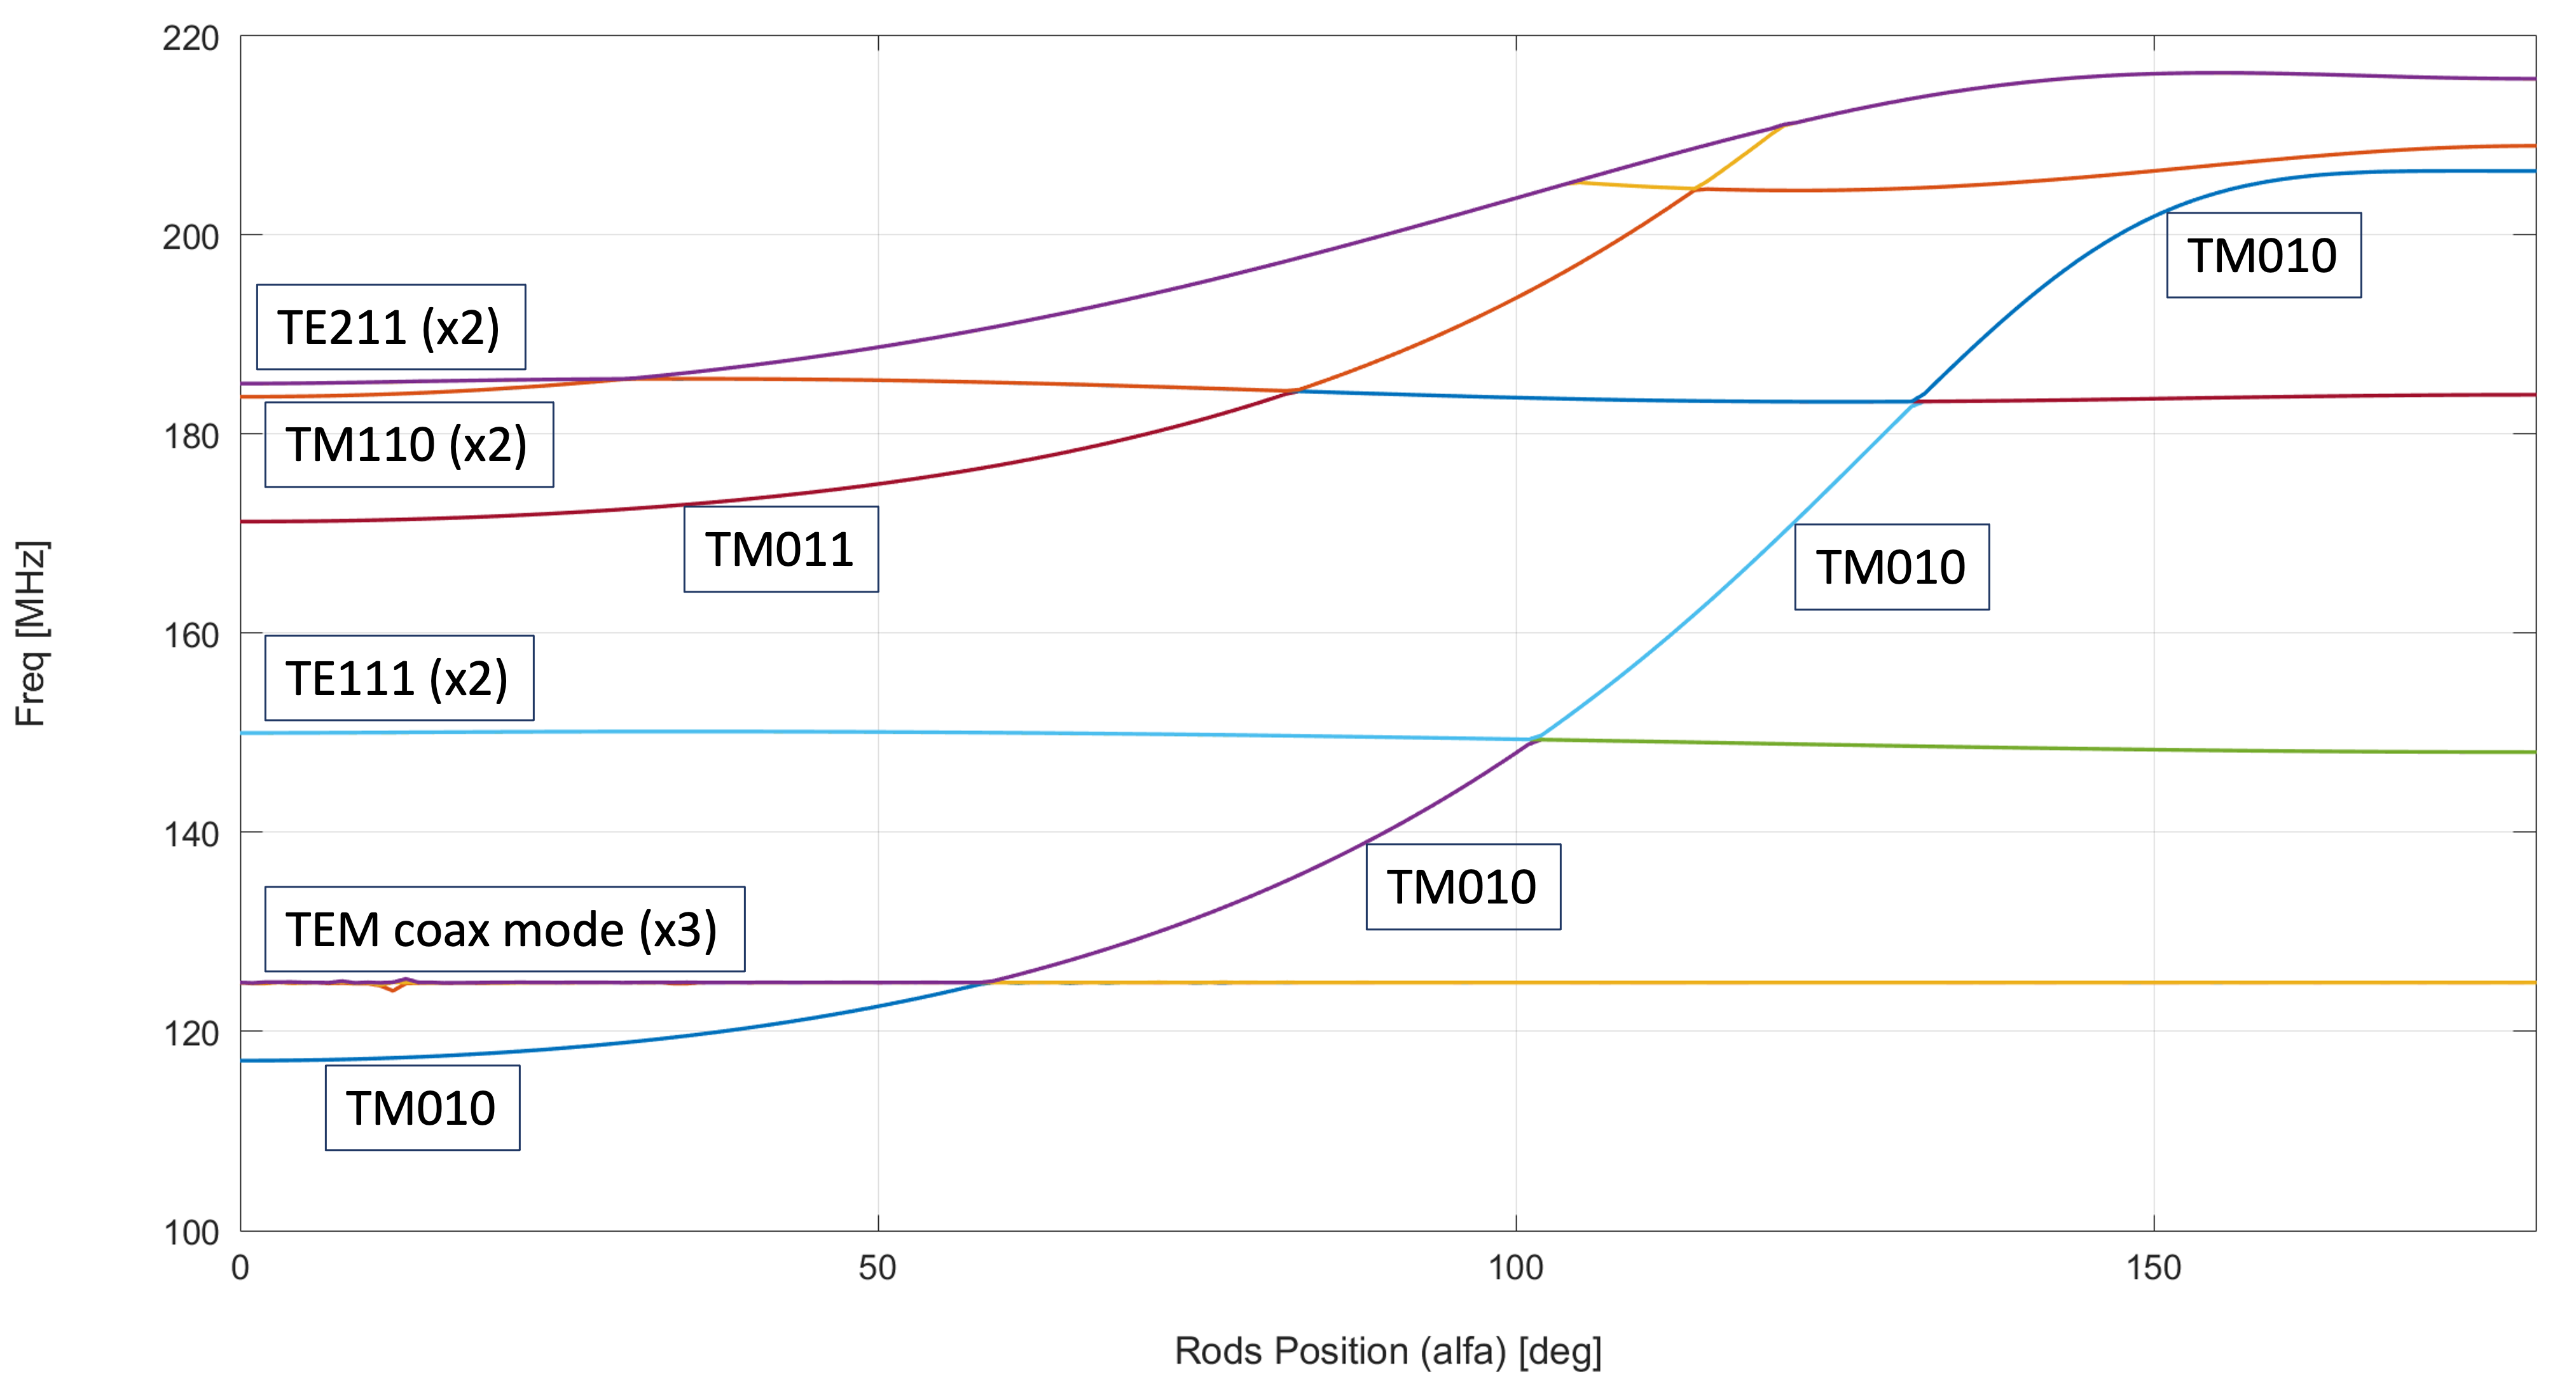 220
200
180
160
140
120
100
Freq [MHz]
TE211 (x2)
TM110 (x2)
TM011
TE111 (x2)
TEM coax mode (x3)
TM010
TM010
TM010
TM010
0
50
100
150
Rods Position (alfa) [deg]